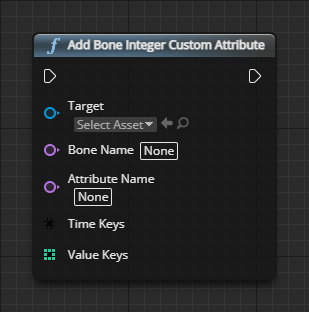 Add Bone Integer Custom Attribute
Target
Select Asset
Bone Name None
Attribute Name
None
Time Keys
Value Keys